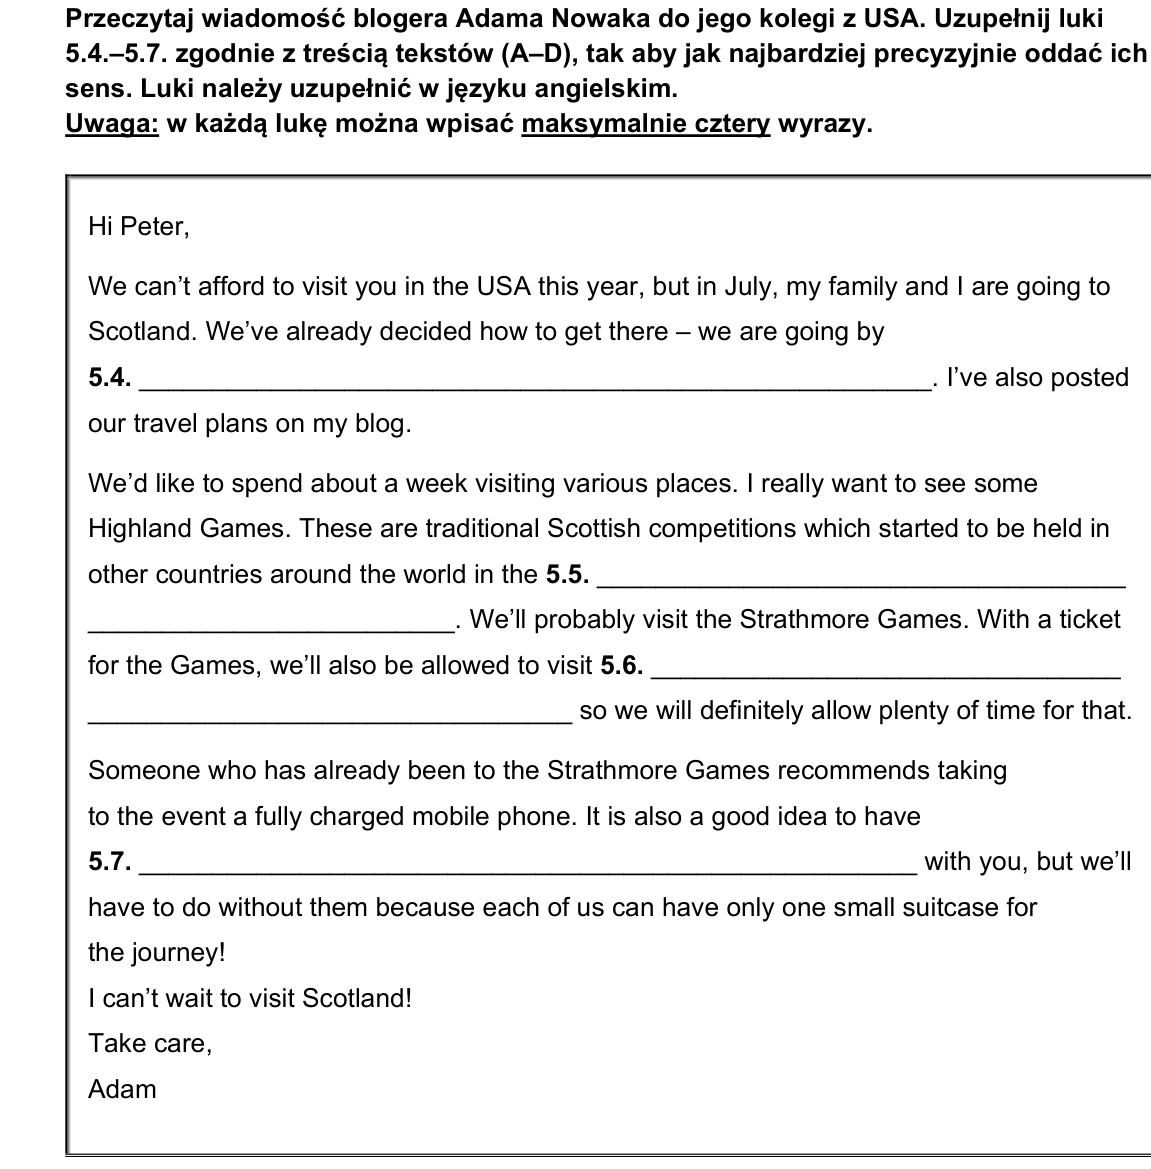 Przeczytaj wiadomość blogera Adama Nowaka do jego kolegi z USA. Uzupełnij luki
5.4.–5.7. zgodnie z treścią tekstów (A–D), tak aby jak najbardziej precyzyjnie oddać ich
sens. Luki należy uzupełnić w języku angielskim.
Uwaga: w każdą lukę można wpisać maksymalnie cztery wyrazy.
Hi Peter,
We can’t afford to visit you in the USA this year, but in July, my family and I are going to
Scotland. We’ve already decided how to get there – we are going by
5.4. ______________________________________________________. I’ve also posted
our travel plans on my blog.
We’d like to spend about a week visiting various places. I really want to see some
Highland Games. These are traditional Scottish competitions which started to be held in
other countries around the world in the 5.5. ____________________________________
_________________________. We’ll probably visit the Strathmore Games. With a ticket
for the Games, we’ll also be allowed to visit 5.6. ________________________________
_________________________________ so we will definitely allow plenty of time for that.
Someone who has already been to the Strathmore Games recommends taking
to the event a fully charged mobile phone. It is also a good idea to have
5.7. _____________________________________________________ with you, but we’ll
have to do without them because each of us can have only one small suitcase for
the journey!
I can’t wait to visit Scotland!
Take care,
Adam